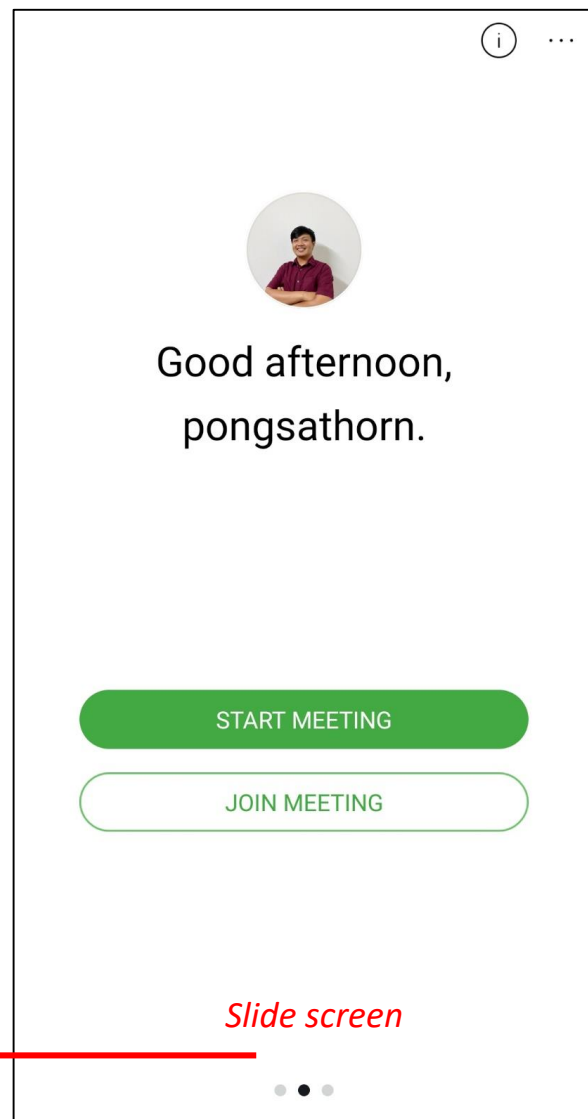 i ...
Good afternoon,
pongsathorn.
START MEETING
JOIN MEETING
Slide screen